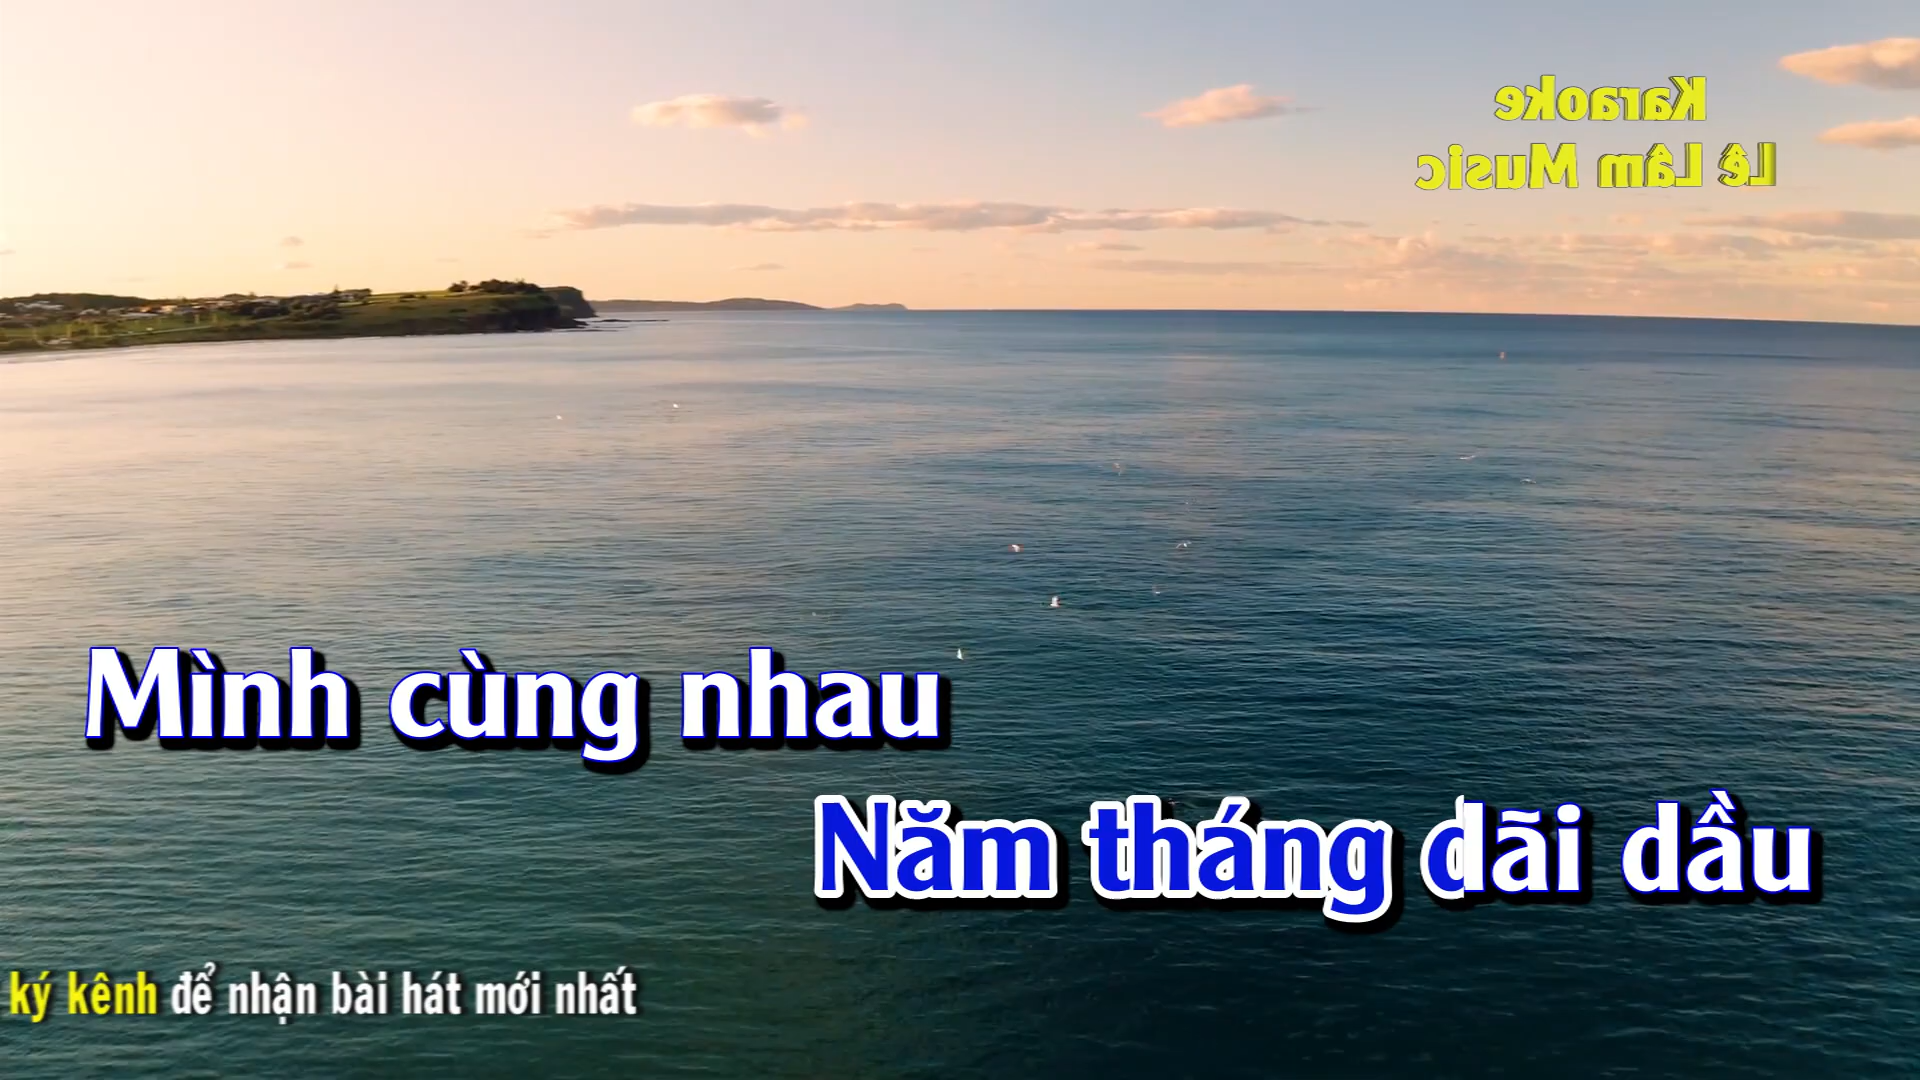 Karaoke
Lê Lâm Music
Mình cùng nhau
Năm tháng dãi dầu
ký kênh để nhận bài hát mới nhất